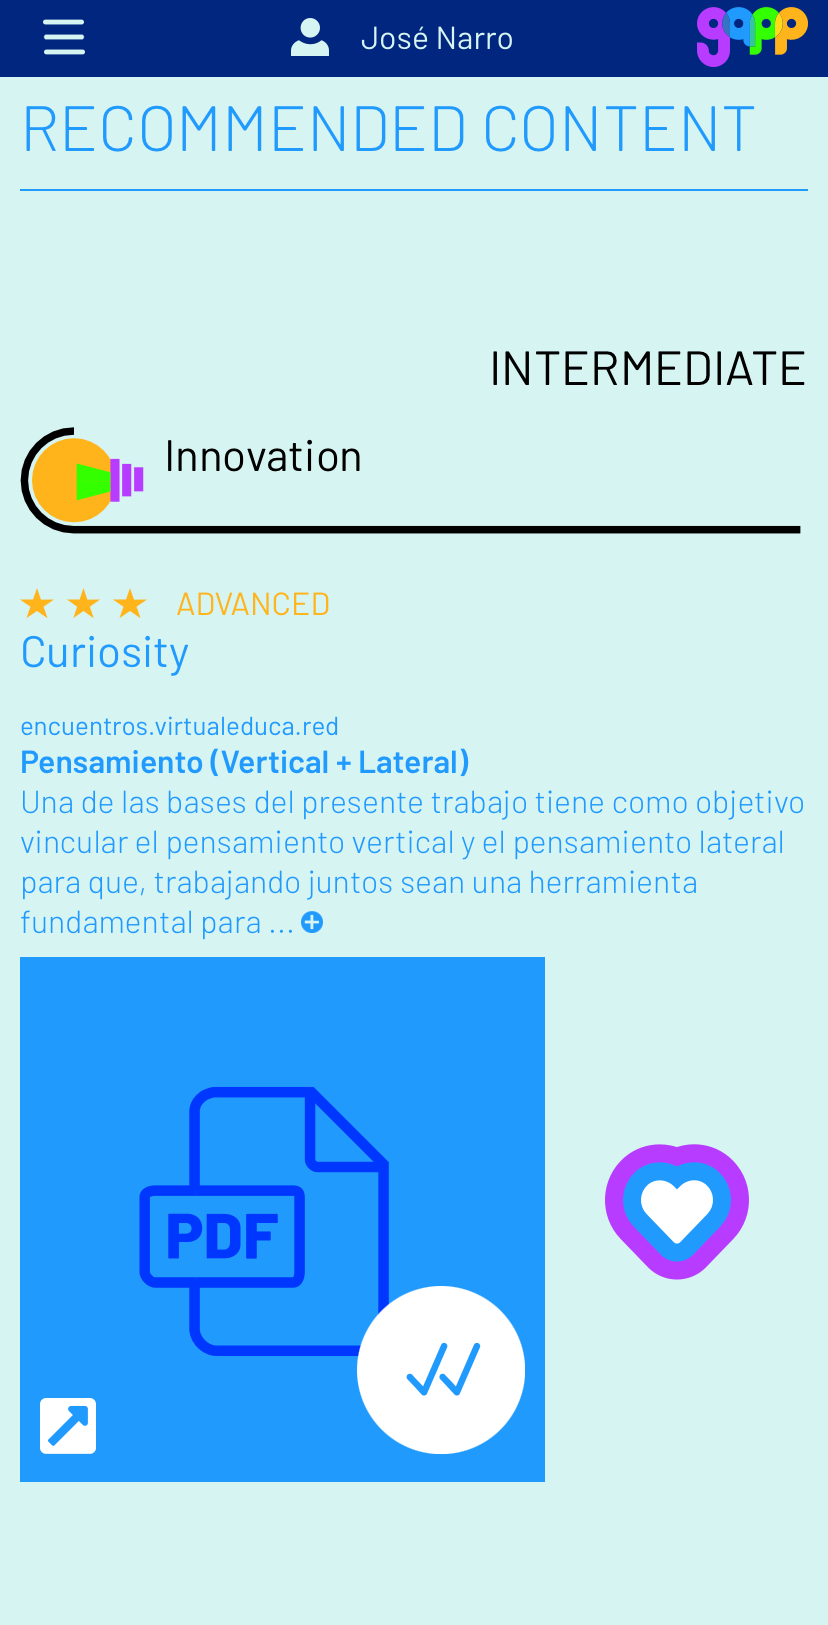 José Narro
gapp
RECOMMENDED CONTENT
INTERMEDIATE
Innovation
ADVANCED
Curiosity
encuentros.virtualeduca.red
Pensamiento (Vertical + Lateral)
Una de las bases del presente trabajo tiene como objetivo
vincular el pensamiento vertical y el pensamiento lateral
para que, trabajando juntos sean una herramienta
fundamental para ...
PDF